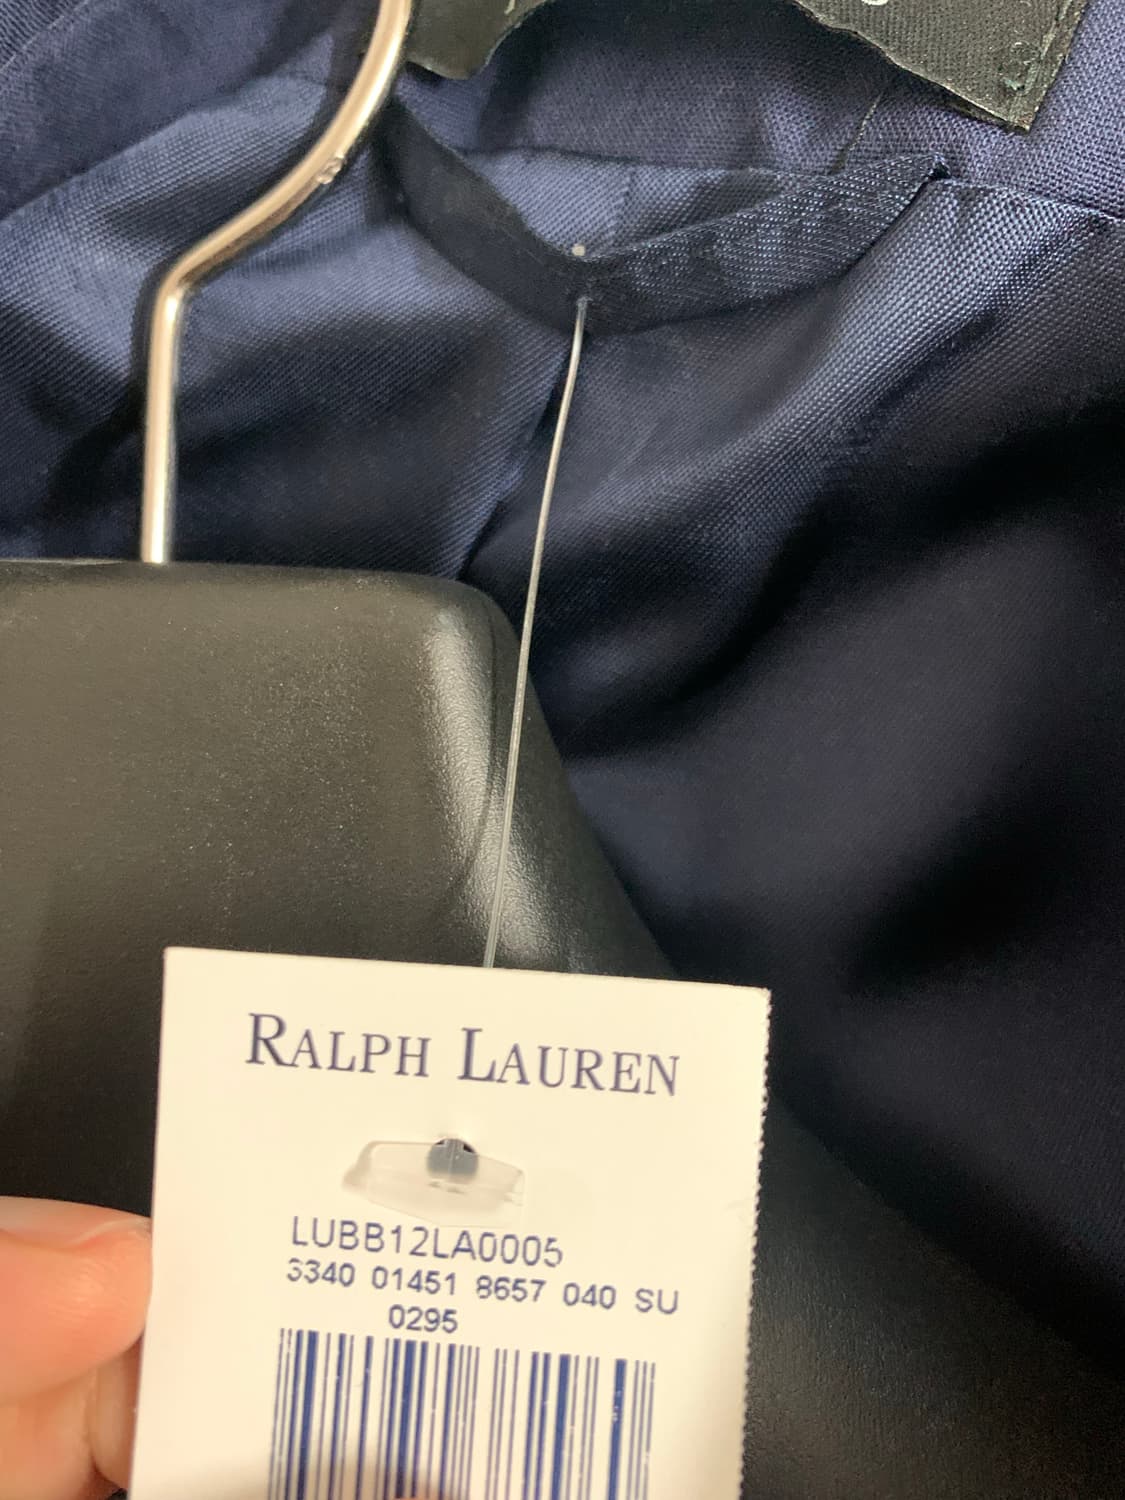 RALPH LAUREN
LUBB12LA0005
3340 01451 8657 040 SU
0295